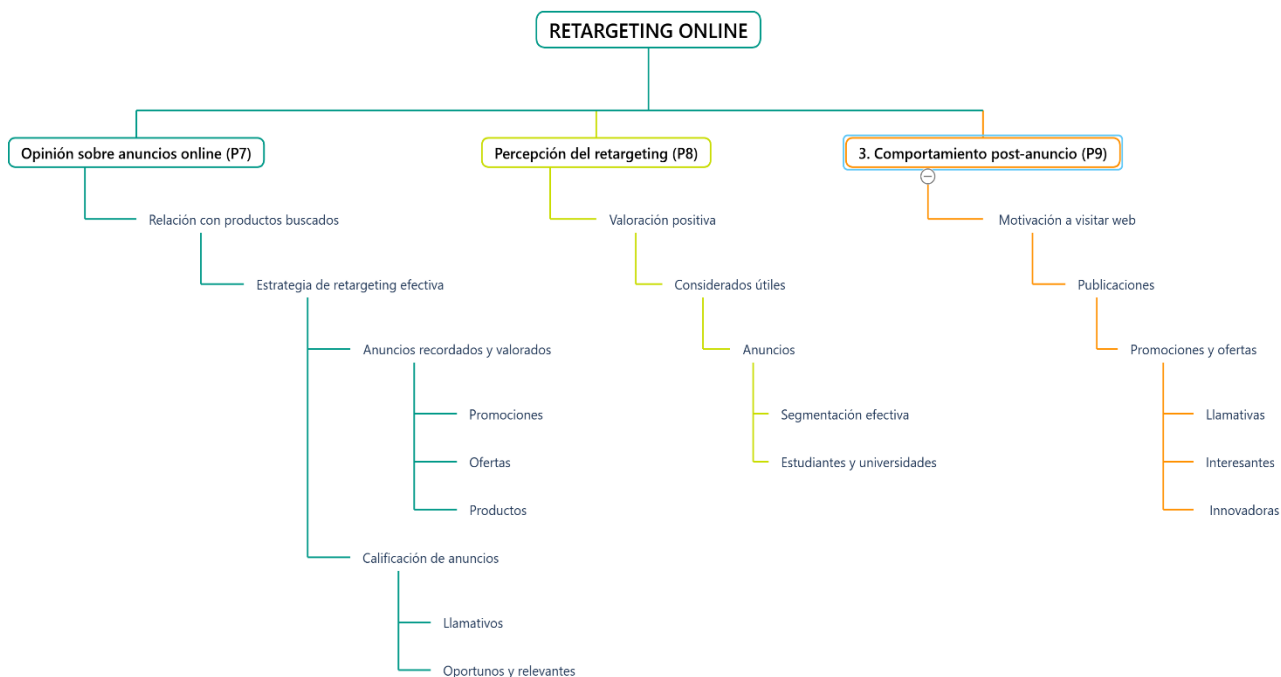 RETARGETING ONLINE
Opinión sobre anuncios online (P7)
Relación con productos buscados
Estrategia de retargeting efectiva
Anuncios recordados y valorados
Promociones
Ofertas
Productos
Calificación de anuncios
Llamativos
Oportunos y relevantes
Percepción del retargeting (P8)
Valoración positiva
Considerados útiles
Anuncios
Segmentación efectiva
Estudiantes y universidades
3. Comportamiento post-anuncio (P9)
Motivación a visitar web
Publicaciones
Promociones y ofertas
Llamativas
Interesantes
Innovadoras